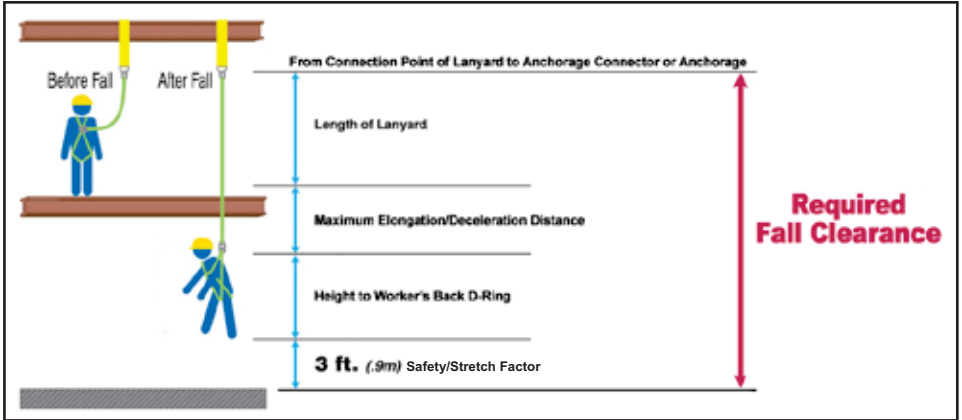 From Connection Point of Lanyard to Anchorage Connector or Anchorage
Before Fall
After Fall
Length of Lanyard
Maximum Elongation/Deceleration Distance
Required
Fall Clearance
Height to Worker's Back D-Ring
3 ft. (.9m) Safety/Stretch Factor